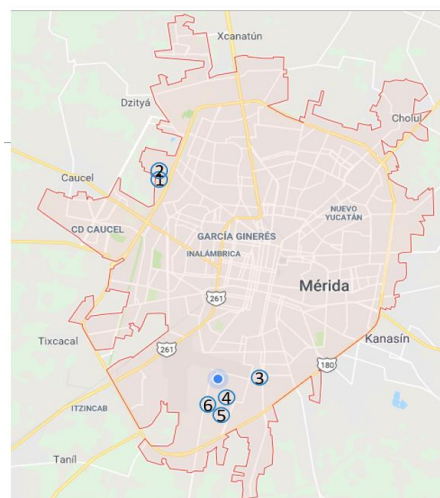 Xcanatún
Dzityá
Cholul
2
1
Caucel
NUEVO
YUCATÁN
CD CAUCEL
GARCÍA GINERÉS
INALÁMBRICA
Mérida
261
Tixcacal
261
Kanasín
180
3
4
6
5
ITZINCAB
Taníl